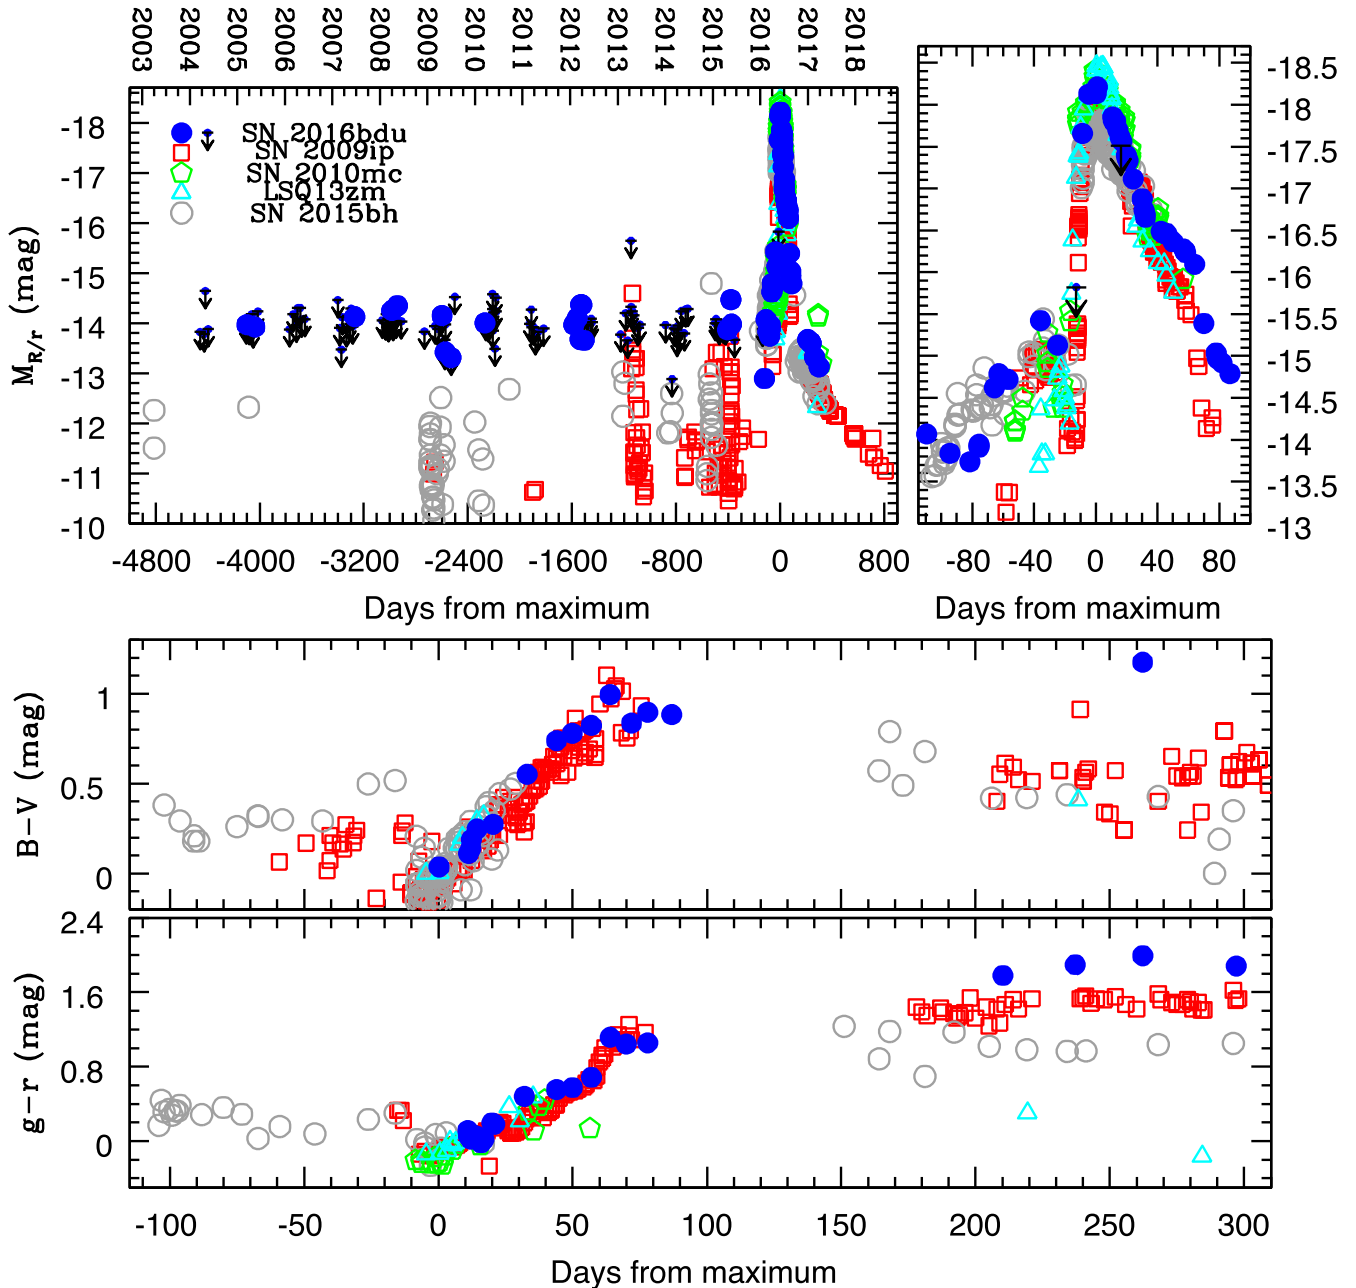 2003 2004 2005 2006 2007 2008 2009 2010 2011 2012 2013 2014 2015 2016 2017 2018
-18
-17
-16
-15
-14
-13
-12
-11
-10
M_R/r (mag)
SN 2016bdu
SN 2009ip
SN 2010mc
LSQ13zm
SN 2015bh
-4800 -4000 -3200 -2400 -1600 -800 0 800
Days from maximum
-18.5
-18
-17.5
-17
-16.5
-16
-15.5
-15
-14.5
-14
-13.5
-13
-80 -40 0 40 80
Days from maximum
B-V (mag)
1
0.5
0
g-r (mag)
2.4
1.6
0.8
0
-100 -50 0 50 100 150 200 250 300
Days from maximum